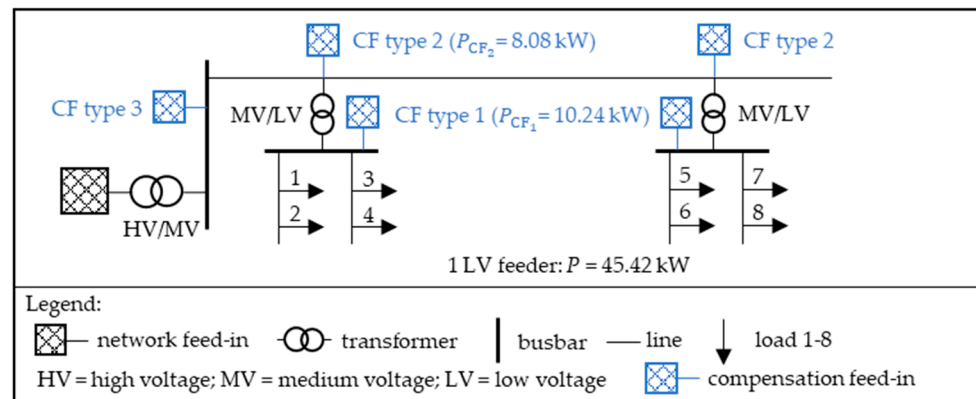 CF type 2 (P_CF₂ = 8.08 kW)
CF type 2
CF type 3
MV/LV
CF type 1 (P_CF₁ = 10.24 kW)
MV/LV
HV/MV
1
3
2
4
5
7
6
8
1 LV feeder: P = 45.42 kW
Legend:
network feed-in
transformer
busbar
line
load 1-8
HV = high voltage; MV = medium voltage; LV = low voltage
compensation feed-in